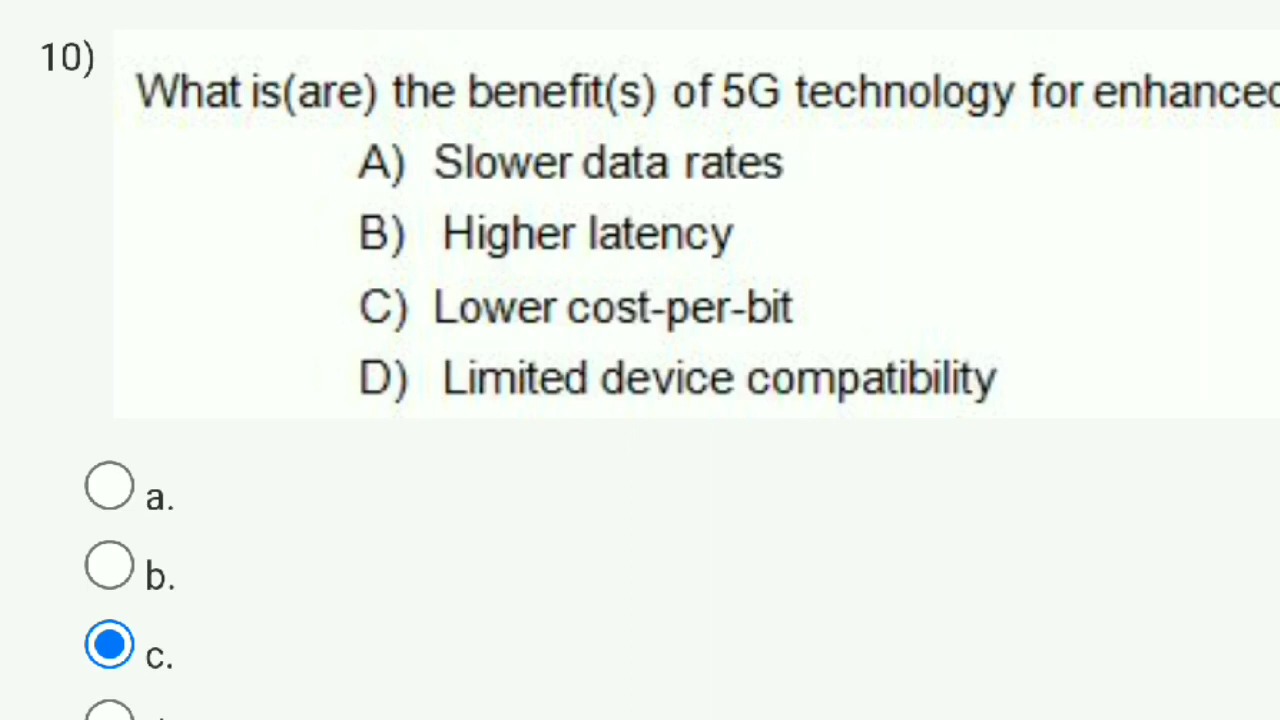 10)
What is(are) the benefit(s) of 5G technology for enhanced
A) Slower data rates
B) Higher latency
C) Lower cost-per-bit
D) Limited device compatibility
a.
b.
c.